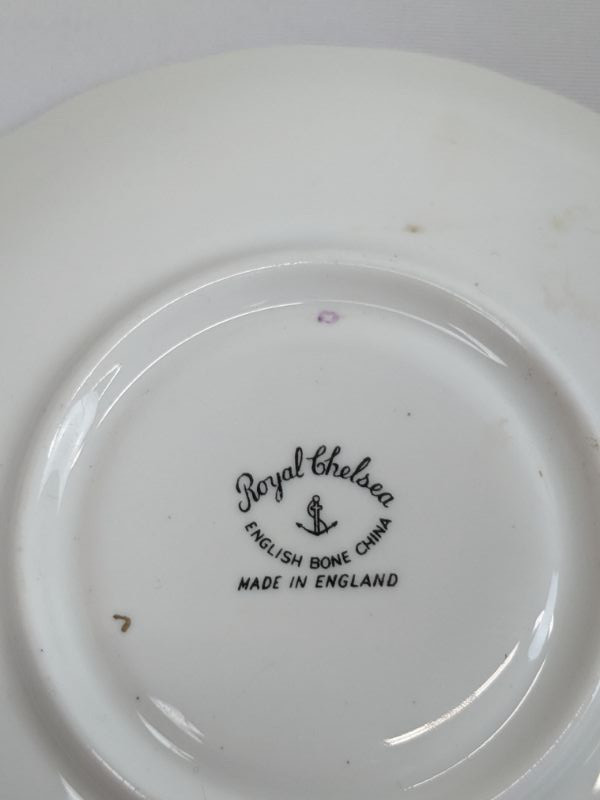 Royal Chelsea
ENGLISH BONE CHINA
MADE IN ENGLAND